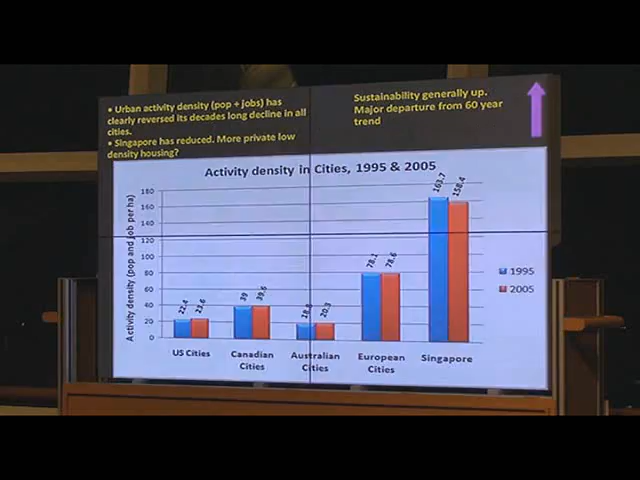 • Urban activity density (pop + jobs) has
clearly reversed its decades long decline in all
cities.
• Singapore has reduced. More private low
density housing?
Sustainability generally up.
Major departure from 60 year
trend
Activity density in Cities, 1995 & 2005
Activity density (pop and job per ha)
180
160
140
120
80
60
40
20
0
22.4
23.6
39
39.5
18.8
20.3
78.1
78.6
163.7
158.4
US Cities
Canadian
Cities
Australian
Cities
European
Cities
Singapore
1995
2005